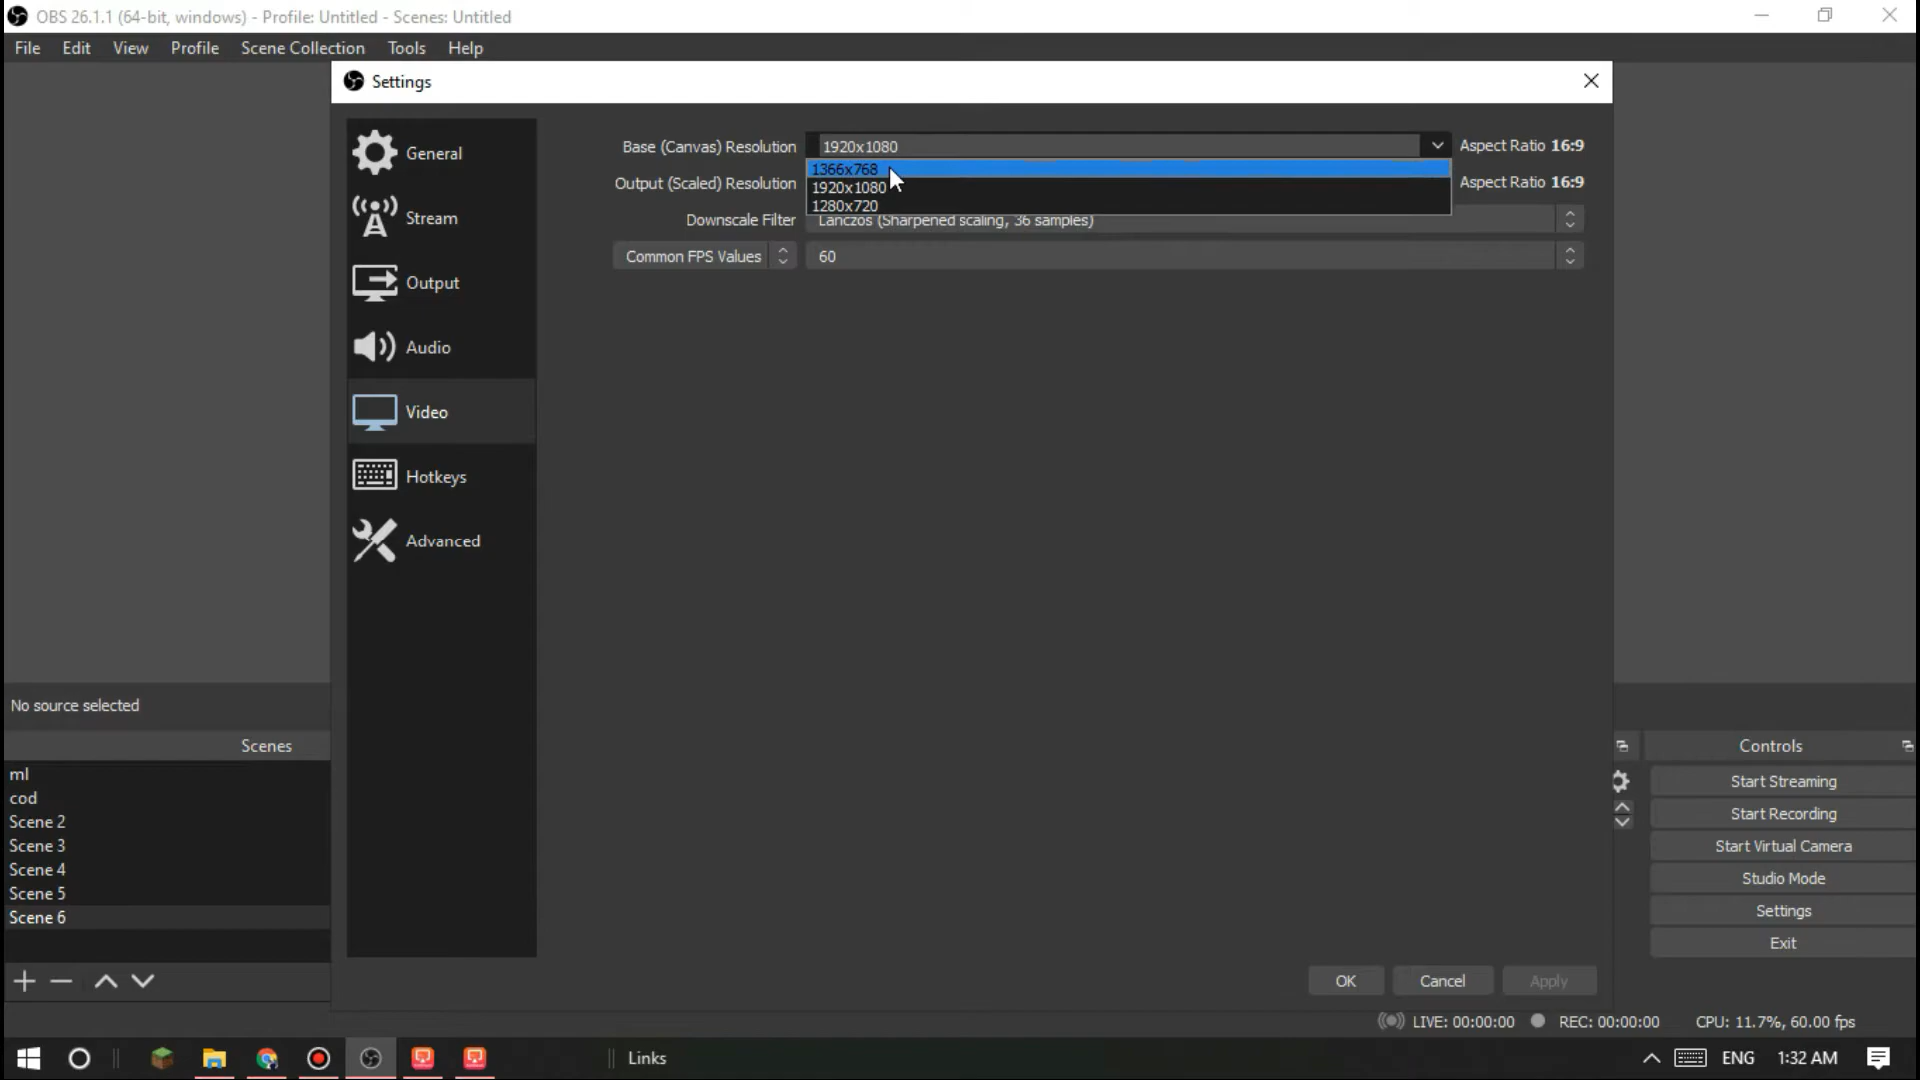 OBS 26.1.1 (64-bit, windows) - Profile: Untitled - Scenes: Untitled
File Edit View Profile Scene Collection Tools Help
Settings
General
Stream
Output
Audio
Video
Hotkeys
Advanced
Base (Canvas) Resolution 1920x1080 Aspect Ratio 16:9
1366x768
1920x1080
1280x720
Output (Scaled) Resolution Aspect Ratio 16:9
Downscale Filter Lanczos (Sharpened scaling, 36 samples)
Common FPS Values 60
OK Cancel Apply
No source selected
Scenes
ml
cod
Scene 2
Scene 3
Scene 4
Scene 5
Scene 6
Controls
Start Streaming
Start Recording
Start Virtual Camera
Studio Mode
Settings
Exit
LIVE: 00:00:00 REC: 00:00:00 CPU: 11.7%, 60.00 fps
Links ENG 1:32 AM